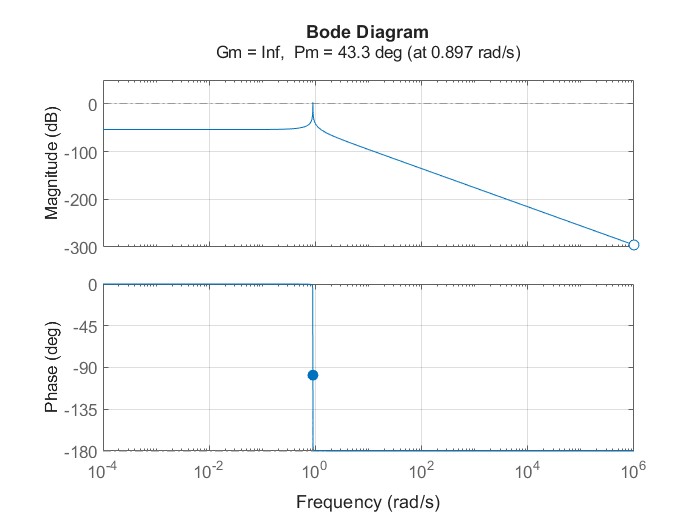 Bode Diagram
Gm = Inf, Pm = 43.3 deg (at 0.897 rad/s)
Magnitude (dB)
0
-100
-200
-300
Phase (deg)
0
-45
-90
-135
-180
10^-4 10^-2 10^0 10^2 10^4 10^6
Frequency (rad/s)